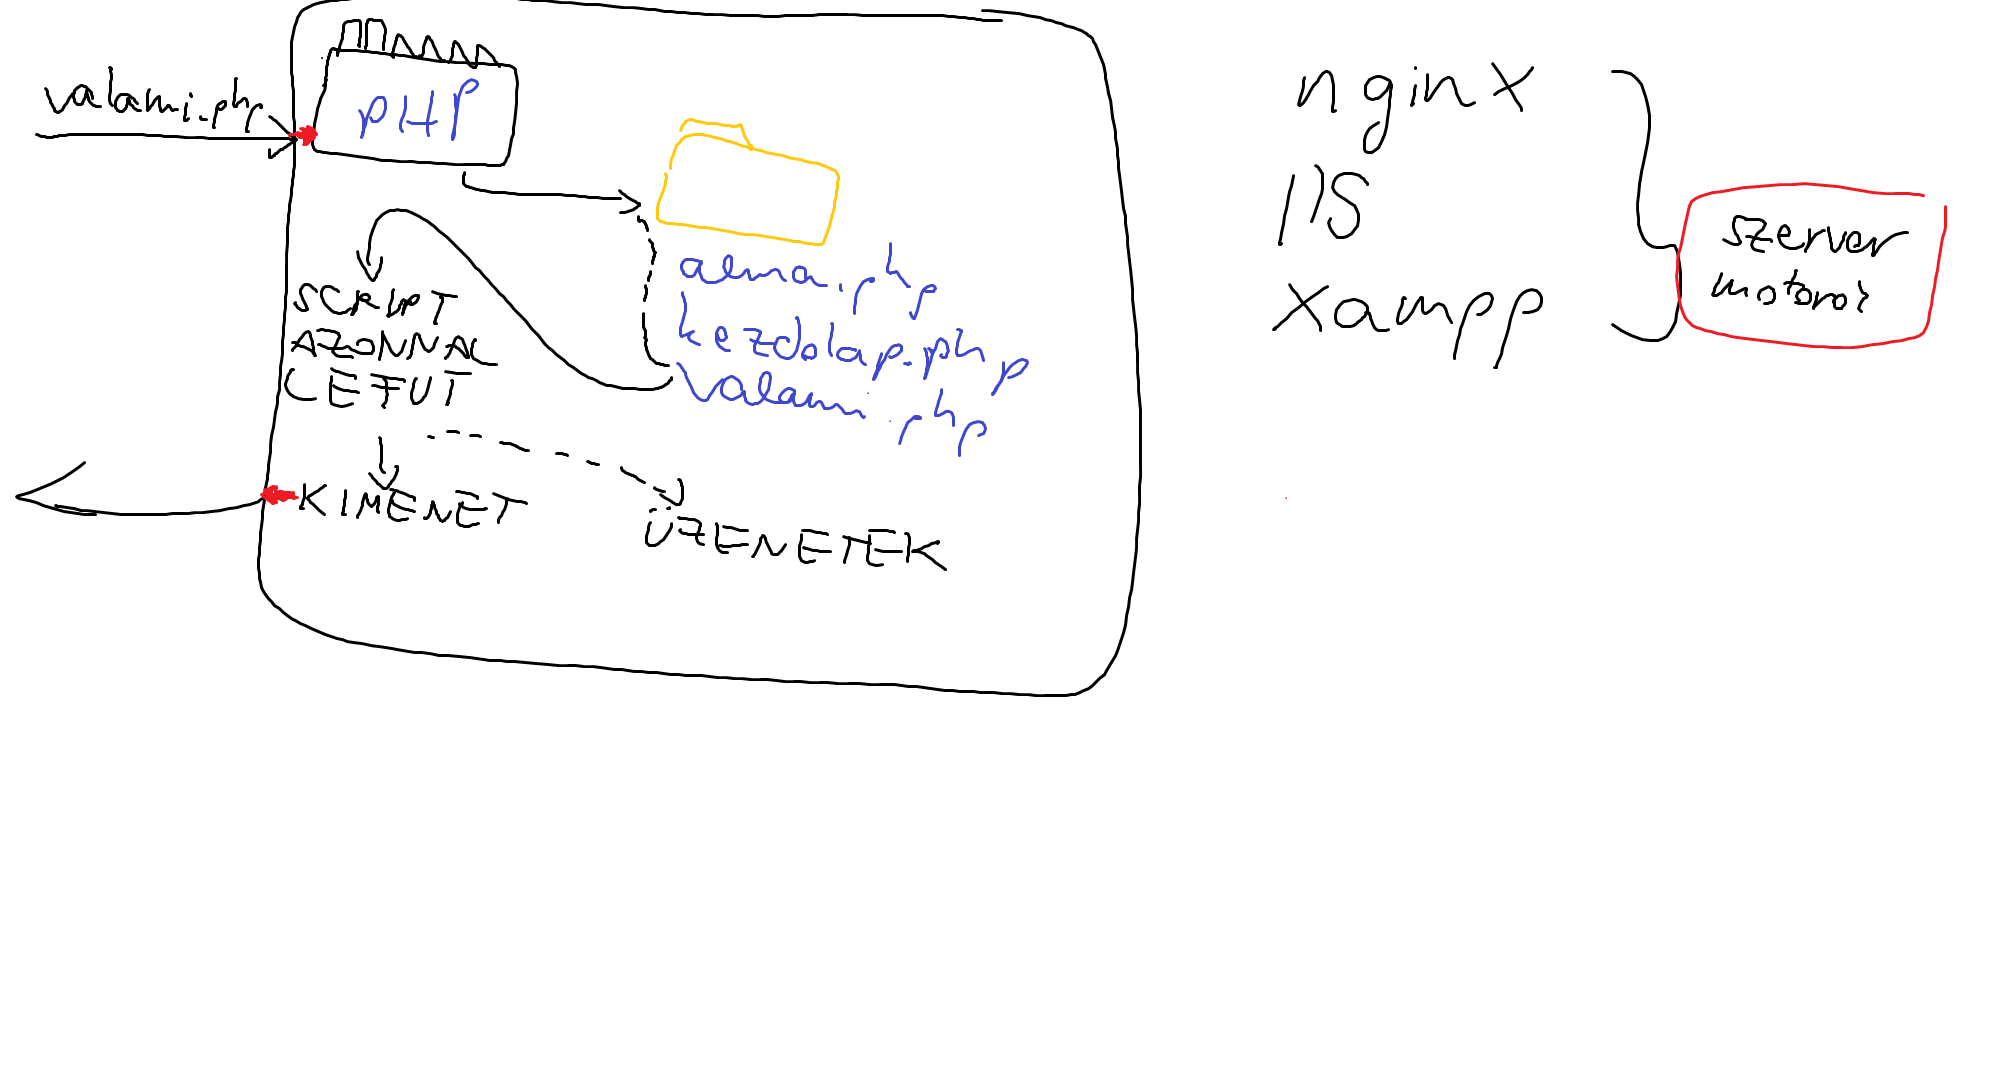 valami.php
PHP
alma.php
kezdolap.php
valami.php
SCRIPT
AZONNAL
LEFUT
KIMENET
ÜZENETEK
nginx
IIS
xampp
szerver
motorok